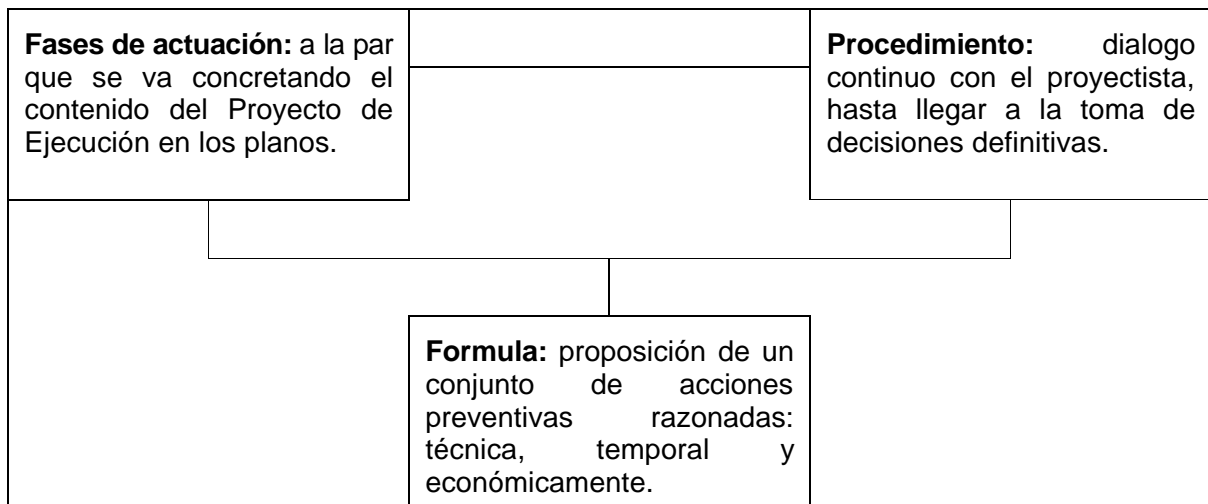 Fases de actuación: a la par
que se va concretando el
contenido del Proyecto de
Ejecución en los planos.
Procedimiento: dialogo
continuo con el proyectista,
hasta llegar a la toma de
decisiones definitivas.
Formula: proposición de un
conjunto de acciones
preventivas razonadas:
técnica, temporal y
económicamente.